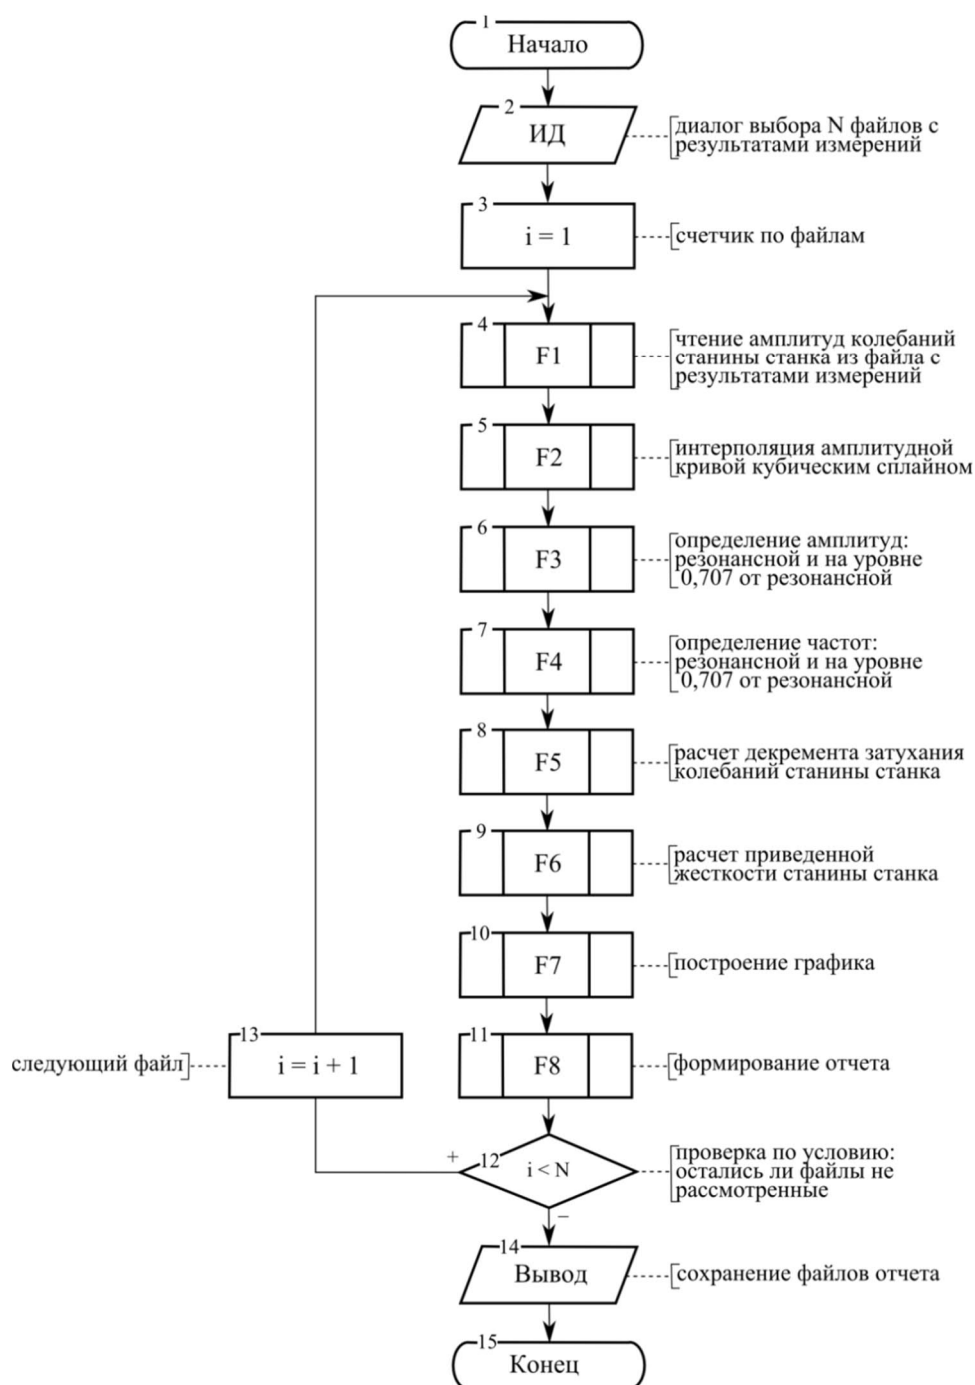 1
Начало
2
ИД
диалог выбора N файлов с
результатами измерений
3
i = 1
счетчик по файлам
4
F1
чтение амплитуд колебаний
станины станка из файла с
результатами измерений
5
F2
интерполяция амплитудной
кривой кубическим сплайном
6
F3
определение амплитуд:
резонансной и на уровне
0,707 от резонансной
7
F4
определение частот:
резонансной и на уровне
0,707 от резонансной
8
F5
расчет декремента затухания
колебаний станины станка
9
F6
расчет приведенной
жесткости станины станка
10
F7
построение графика
11
F8
формирование отчета
12
i < N
+
−
проверка по условию:
остались ли файлы не
рассмотренные
13
i = i + 1
следующий файл
14
Вывод
сохранение файлов отчета
15
Конец